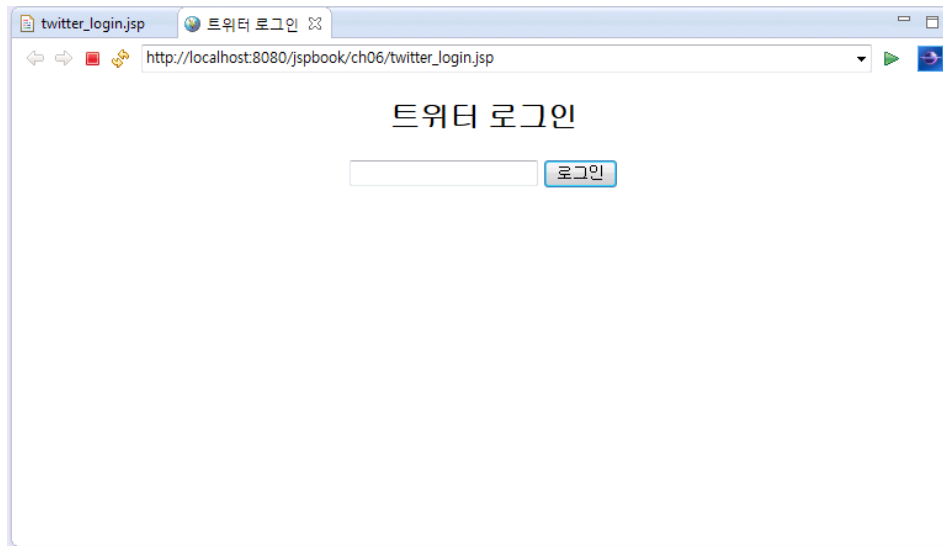 twitter_login.jsp 트위터 로그인
http://localhost:8080/jspbook/ch06/twitter_login.jsp
트위터 로그인
로그인